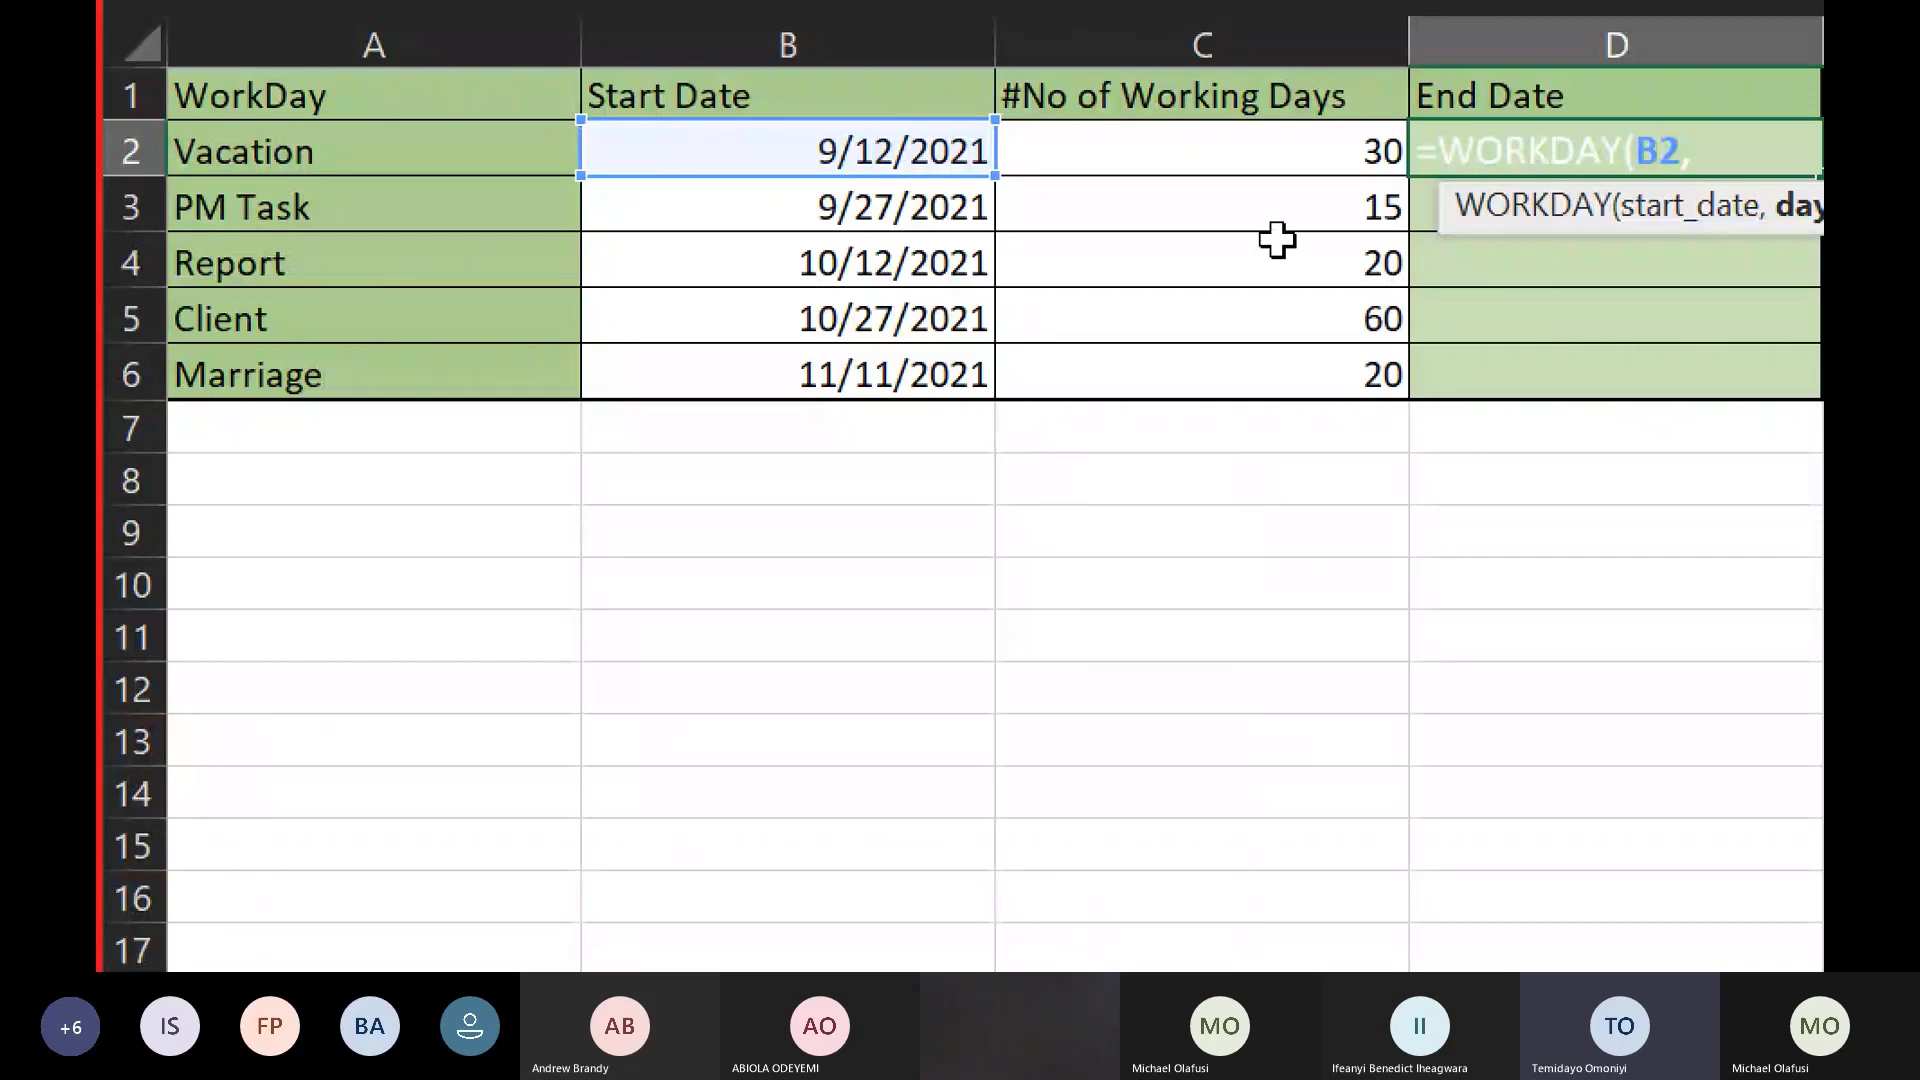 A B C D
1 WorkDay Start Date #No of Working Days End Date
2 Vacation 9/12/2021 30 =WORKDAY(B2,
3 PM Task 9/27/2021 15 WORKDAY(start_date, day
4 Report 10/12/2021 20
5 Client 10/27/2021 60
6 Marriage 11/11/2021 20
7
8
9
10
11
12
13
14
15
16
17
+6 IS FP BA AB AO MO II TO MO
Andrew Brandy ABIOLA ODEYEMI Michael Olafusi Ifeanyi Benedict Iheagwara Temidayo Omoniyi Michael Olafusi